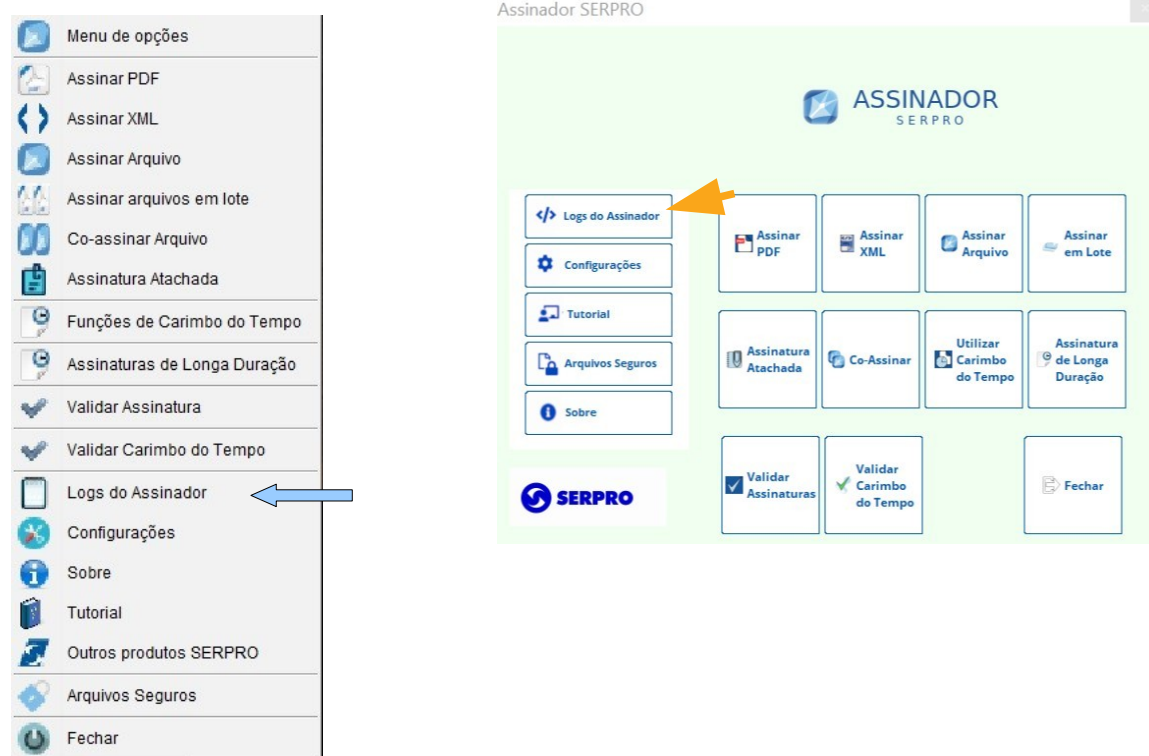 Menu de opções
Assinar PDF
Assinar XML
Assinar Arquivo
Assinar arquivos em lote
Co-assinar Arquivo
Assinatura Atachada
Funções de Carimbo do Tempo
Assinaturas de Longa Duração
Validar Assinatura
Validar Carimbo do Tempo
Logs do Assinador
Configurações
Sobre
Tutorial
Outros produtos SERPRO
Arquivos Seguros
Fechar
Assinador SERPRO
ASSINADOR
SERPRO
Logs do Assinador
Configurações
Tutorial
Arquivos Seguros
Sobre
SERPRO
Assinar
PDF
Assinar
XML
Assinar
Arquivo
Assinar
em Lote
Assinatura
Atachada
Co-Assinar
Utilizar
Carimbo
do Tempo
Assinatura
de Longa
Duração
Validar
Assinaturas
Validar
Carimbo
do Tempo
Fechar